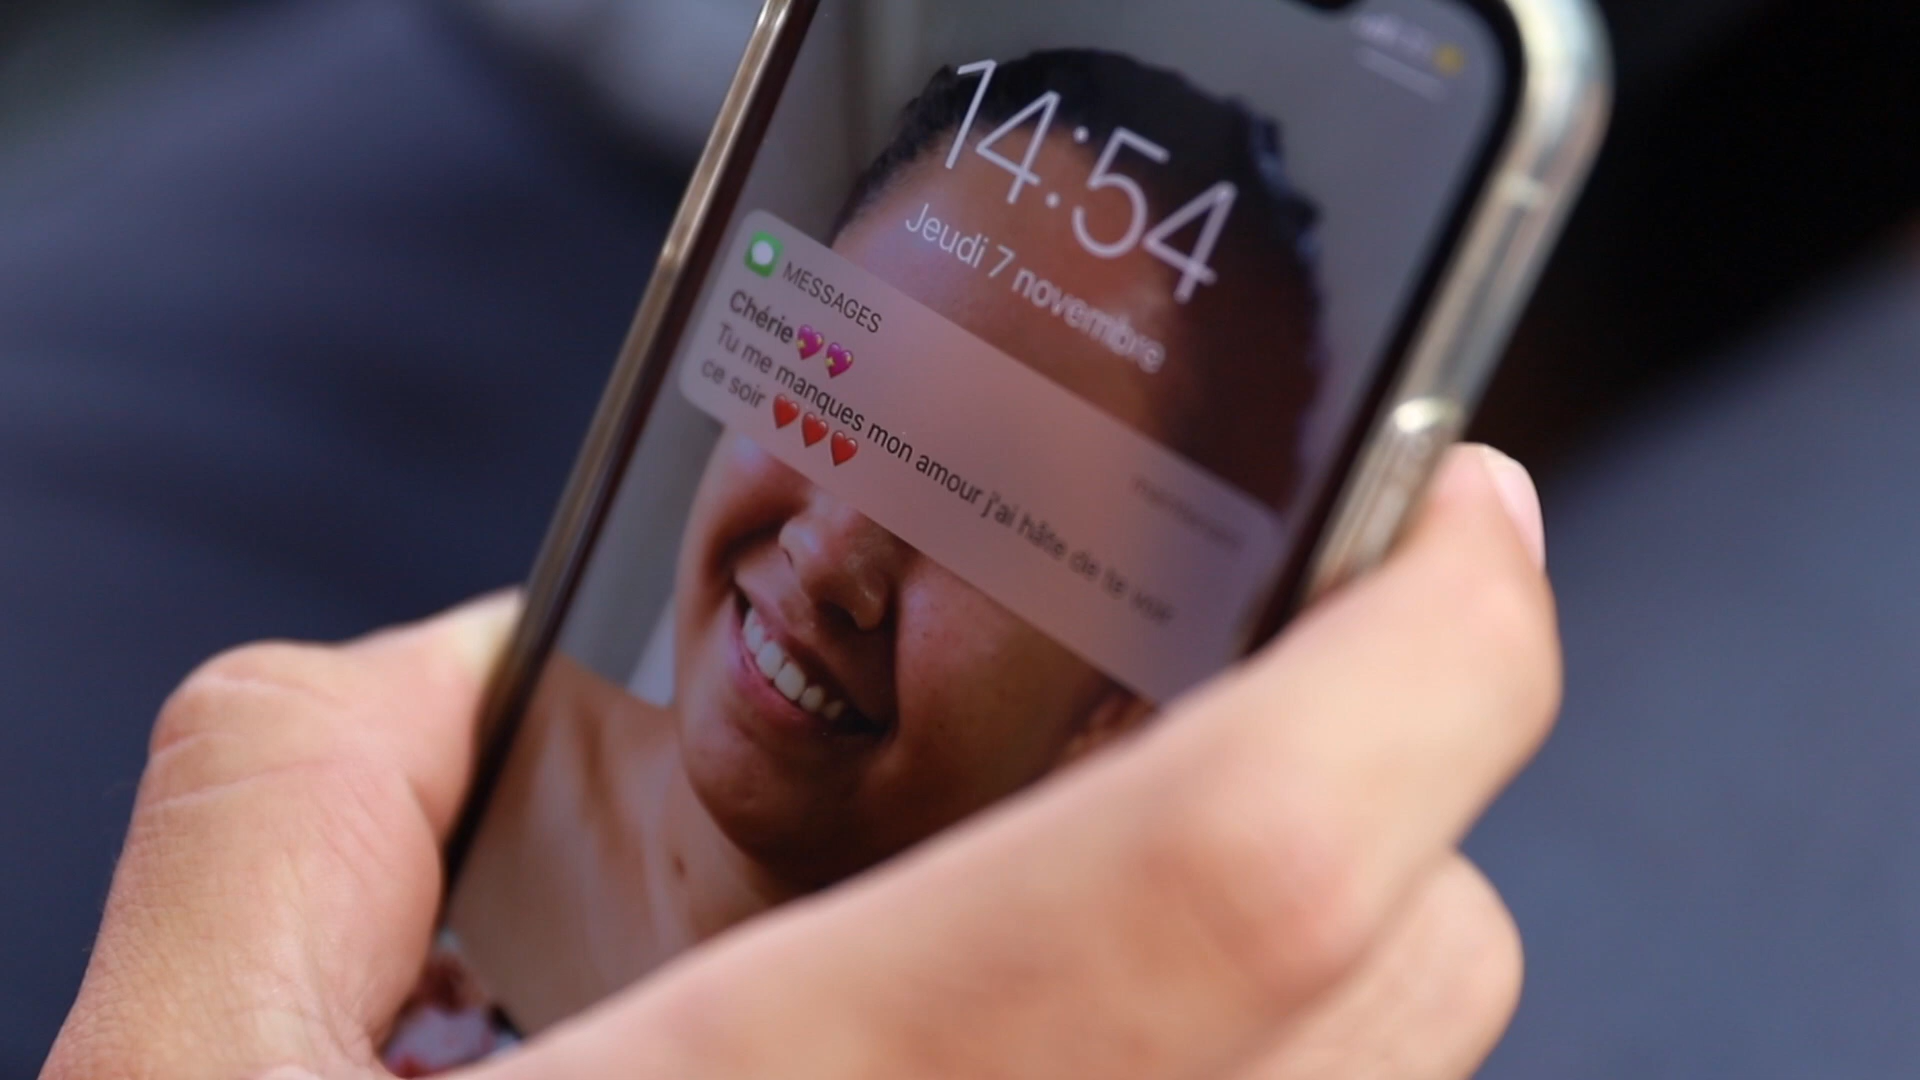 14:54
Jeudi 7 novembre
MESSAGES
Chérie💖💖
Tu me manques mon amour j'ai hâte de te voir
ce soir ❤️❤️❤️